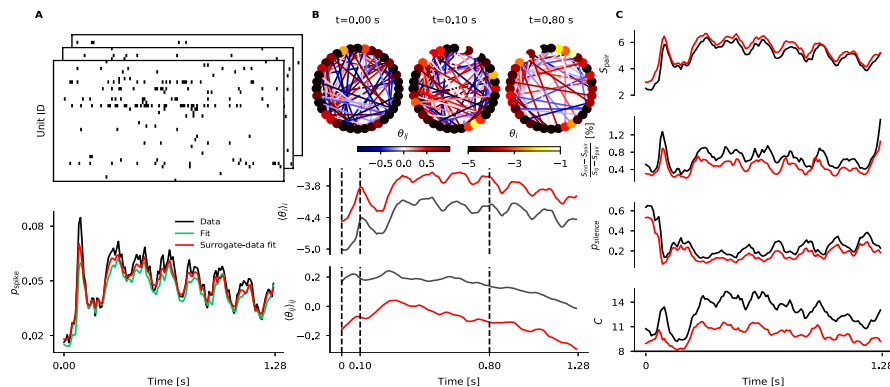 A
Unit ID
0.08
0.05
0.02
p_spike
Data
Fit
Surrogate-data fit
0.00
1.28
Time [s]
B
t=0.00 s
t=0.10 s
t=0.80 s
θ_ij
−0.5
0.0
0.5
θ_i
−5
−3
−1
−3.8
−4.4
−5.0
⟨θ_i⟩_i
0.2
0.0
−0.2
⟨θ_ij⟩_ij
0
0.10
0.80
1.28
Time [s]
C
6
4
2
S_pair
1.2
0.8
0.4
[%]
0.6
0.4
0.2
p_silence
14
11
8
C
0
1.28
Time [s]